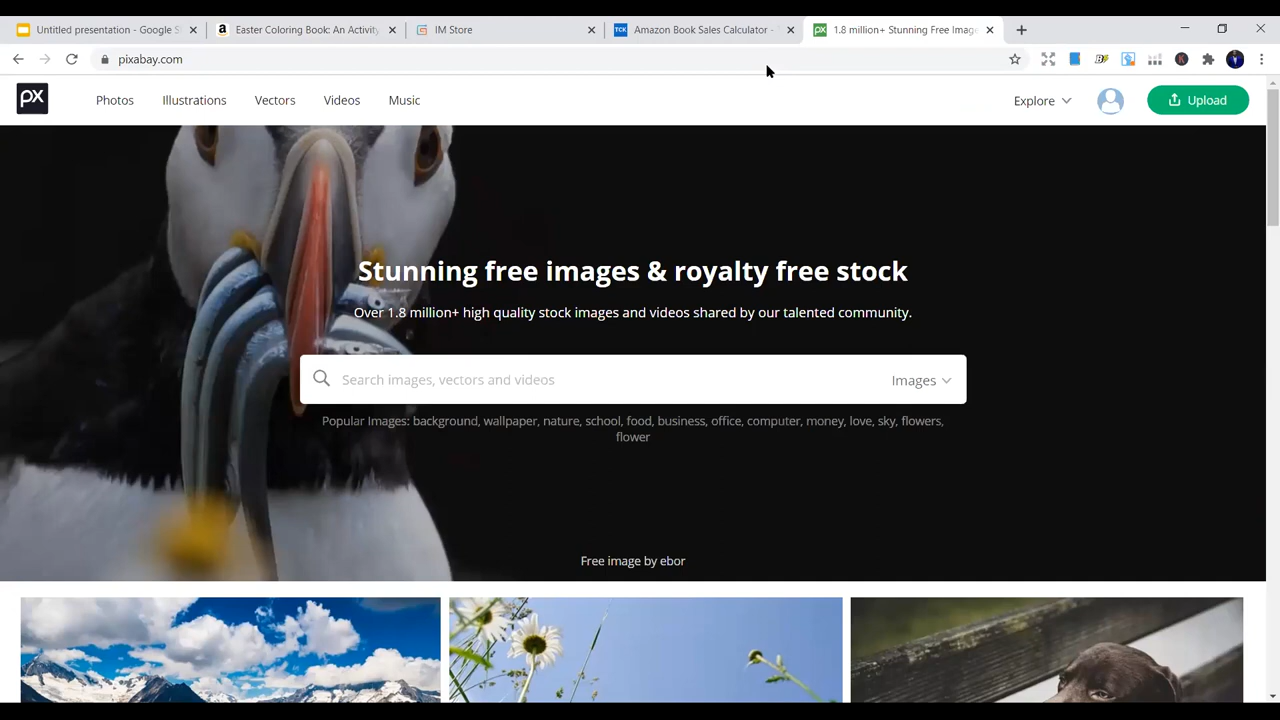 Untitled presentation - Google S
Easter Coloring Book: An Activity
IM Store
TCK
Amazon Book Sales Calculator -
px
1.8 million+ Stunning Free Imag
pixabay.com
px
Photos
Illustrations
Vectors
Videos
Music
Explore
Upload
Stunning free images & royalty free stock
Over 1.8 million+ high quality stock images and videos shared by our talented community.
Search images, vectors and videos
Images
Popular Images: background, wallpaper, nature, school, food, business, office, computer, money, love, sky, flowers,
flower
Free image by ebor